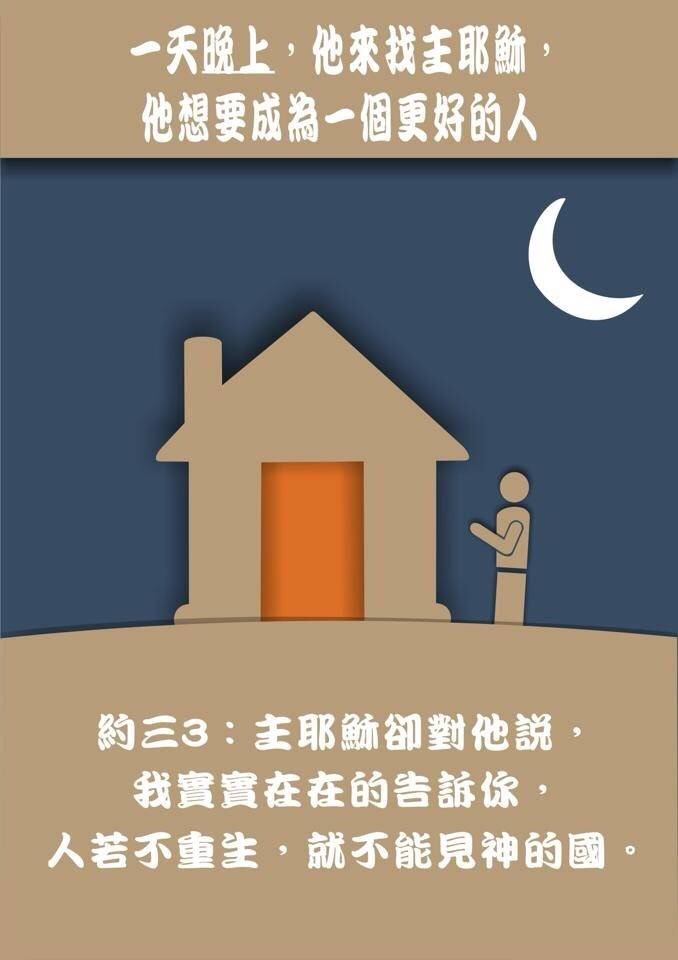 一天晚上，他來找主耶穌，
他想要成為一個更好的人
約三3：主耶穌卻對他説，
我實實在在的告訴你，
人若不重生，就不能見神的國。